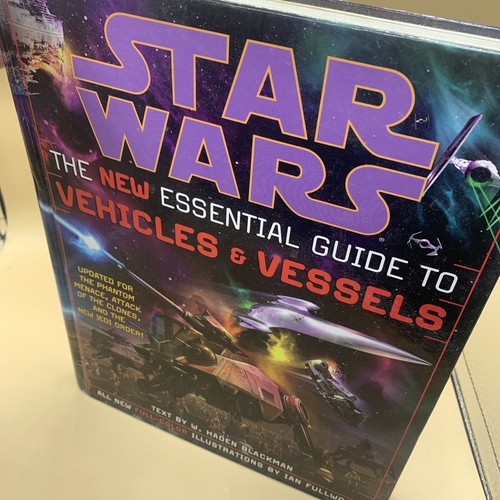 STAR
WARS
THE NEW ESSENTIAL GUIDE TO
VEHICLES & VESSELS
UPDATED FOR
THE PHANTOM
MENACE, ATTACK
OF THE CLONES,
AND THE
NEW JEDI ORDER!
TEXT BY W. HADEN BLACKMAN
ALL NEW FULL-COLOR ILLUSTRATIONS BY IAN FULLWO